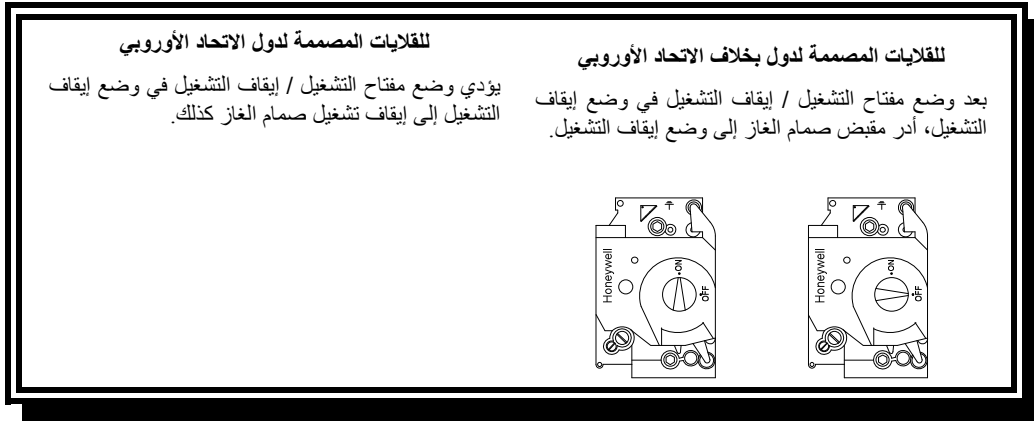 للقلايات المصممة لدول بخلاف الاتحاد الأوروبي
بعد وضع مفتاح التشغيل / إيقاف التشغيل في وضع إيقاف
التشغيل، أدر مقبض صمام الغاز إلى وضع إيقاف التشغيل.
للقلايات المصممة لدول الاتحاد الأوروبي
يؤدي وضع مفتاح التشغيل / إيقاف التشغيل في وضع إيقاف
التشغيل إلى إيقاف تشغيل صمام الغاز كذلك.
Honeywell
ON
OFF
Honeywell
ON
OFF